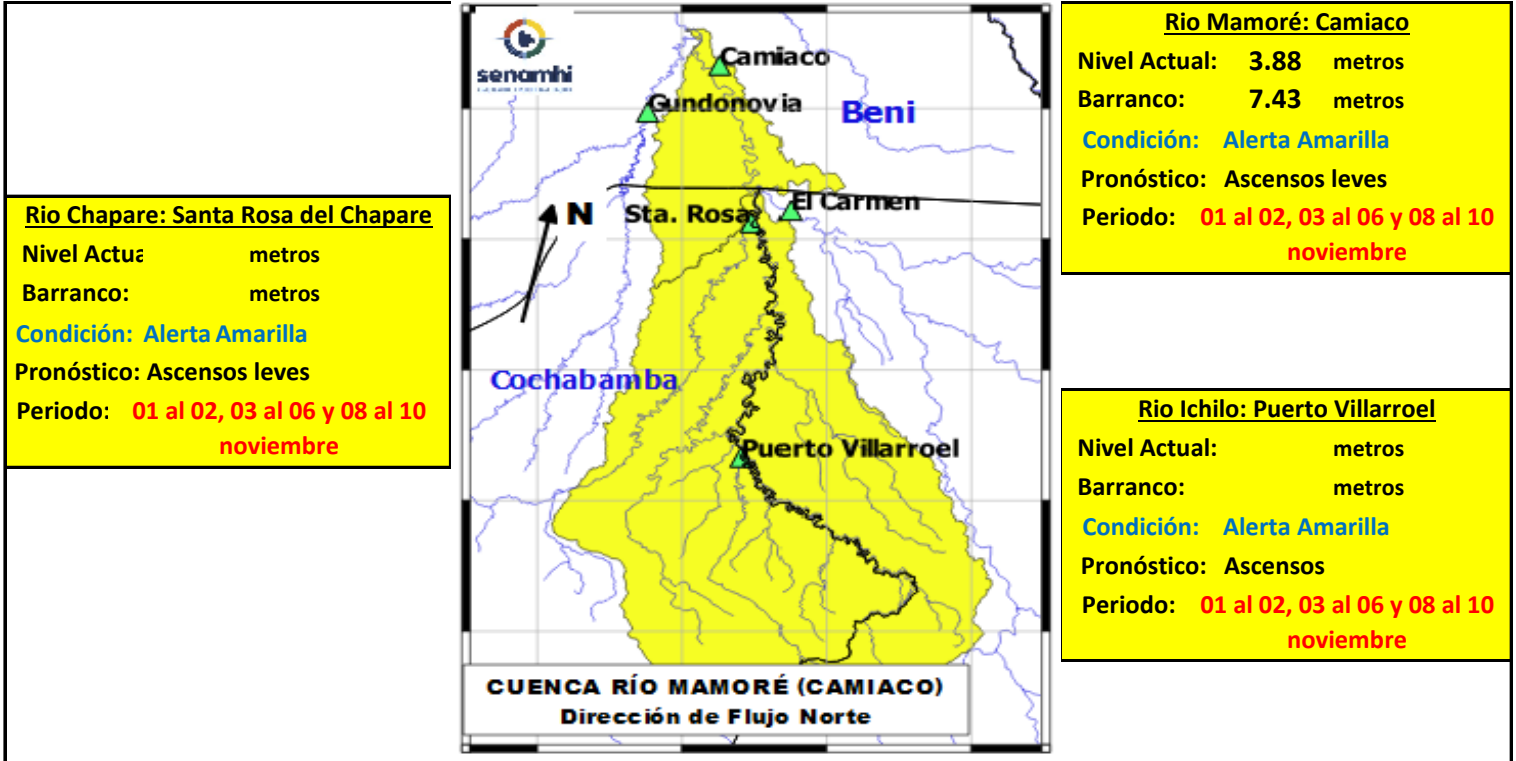 Rio Chapare: Santa Rosa del Chapare
Nivel Actua metros
Barranco: metros
Condición: Alerta Amarilla
Pronóstico: Ascensos leves
Periodo: 01 al 02, 03 al 06 y 08 al 10
noviembre
senamhi
Camiaco
Gundonovia
Beni
N
Sta. Rosa
El Carmen
Cochabamba
Puerto Villarroel
CUENCA RÍO MAMORÉ (CAMIACO)
Dirección de Flujo Norte
Rio Mamoré: Camiaco
Nivel Actual: 3.88 metros
Barranco: 7.43 metros
Condición: Alerta Amarilla
Pronóstico: Ascensos leves
Periodo: 01 al 02, 03 al 06 y 08 al 10
noviembre
Rio Ichilo: Puerto Villarroel
Nivel Actual: metros
Barranco: metros
Condición: Alerta Amarilla
Pronóstico: Ascensos
Periodo: 01 al 02, 03 al 06 y 08 al 10
noviembre